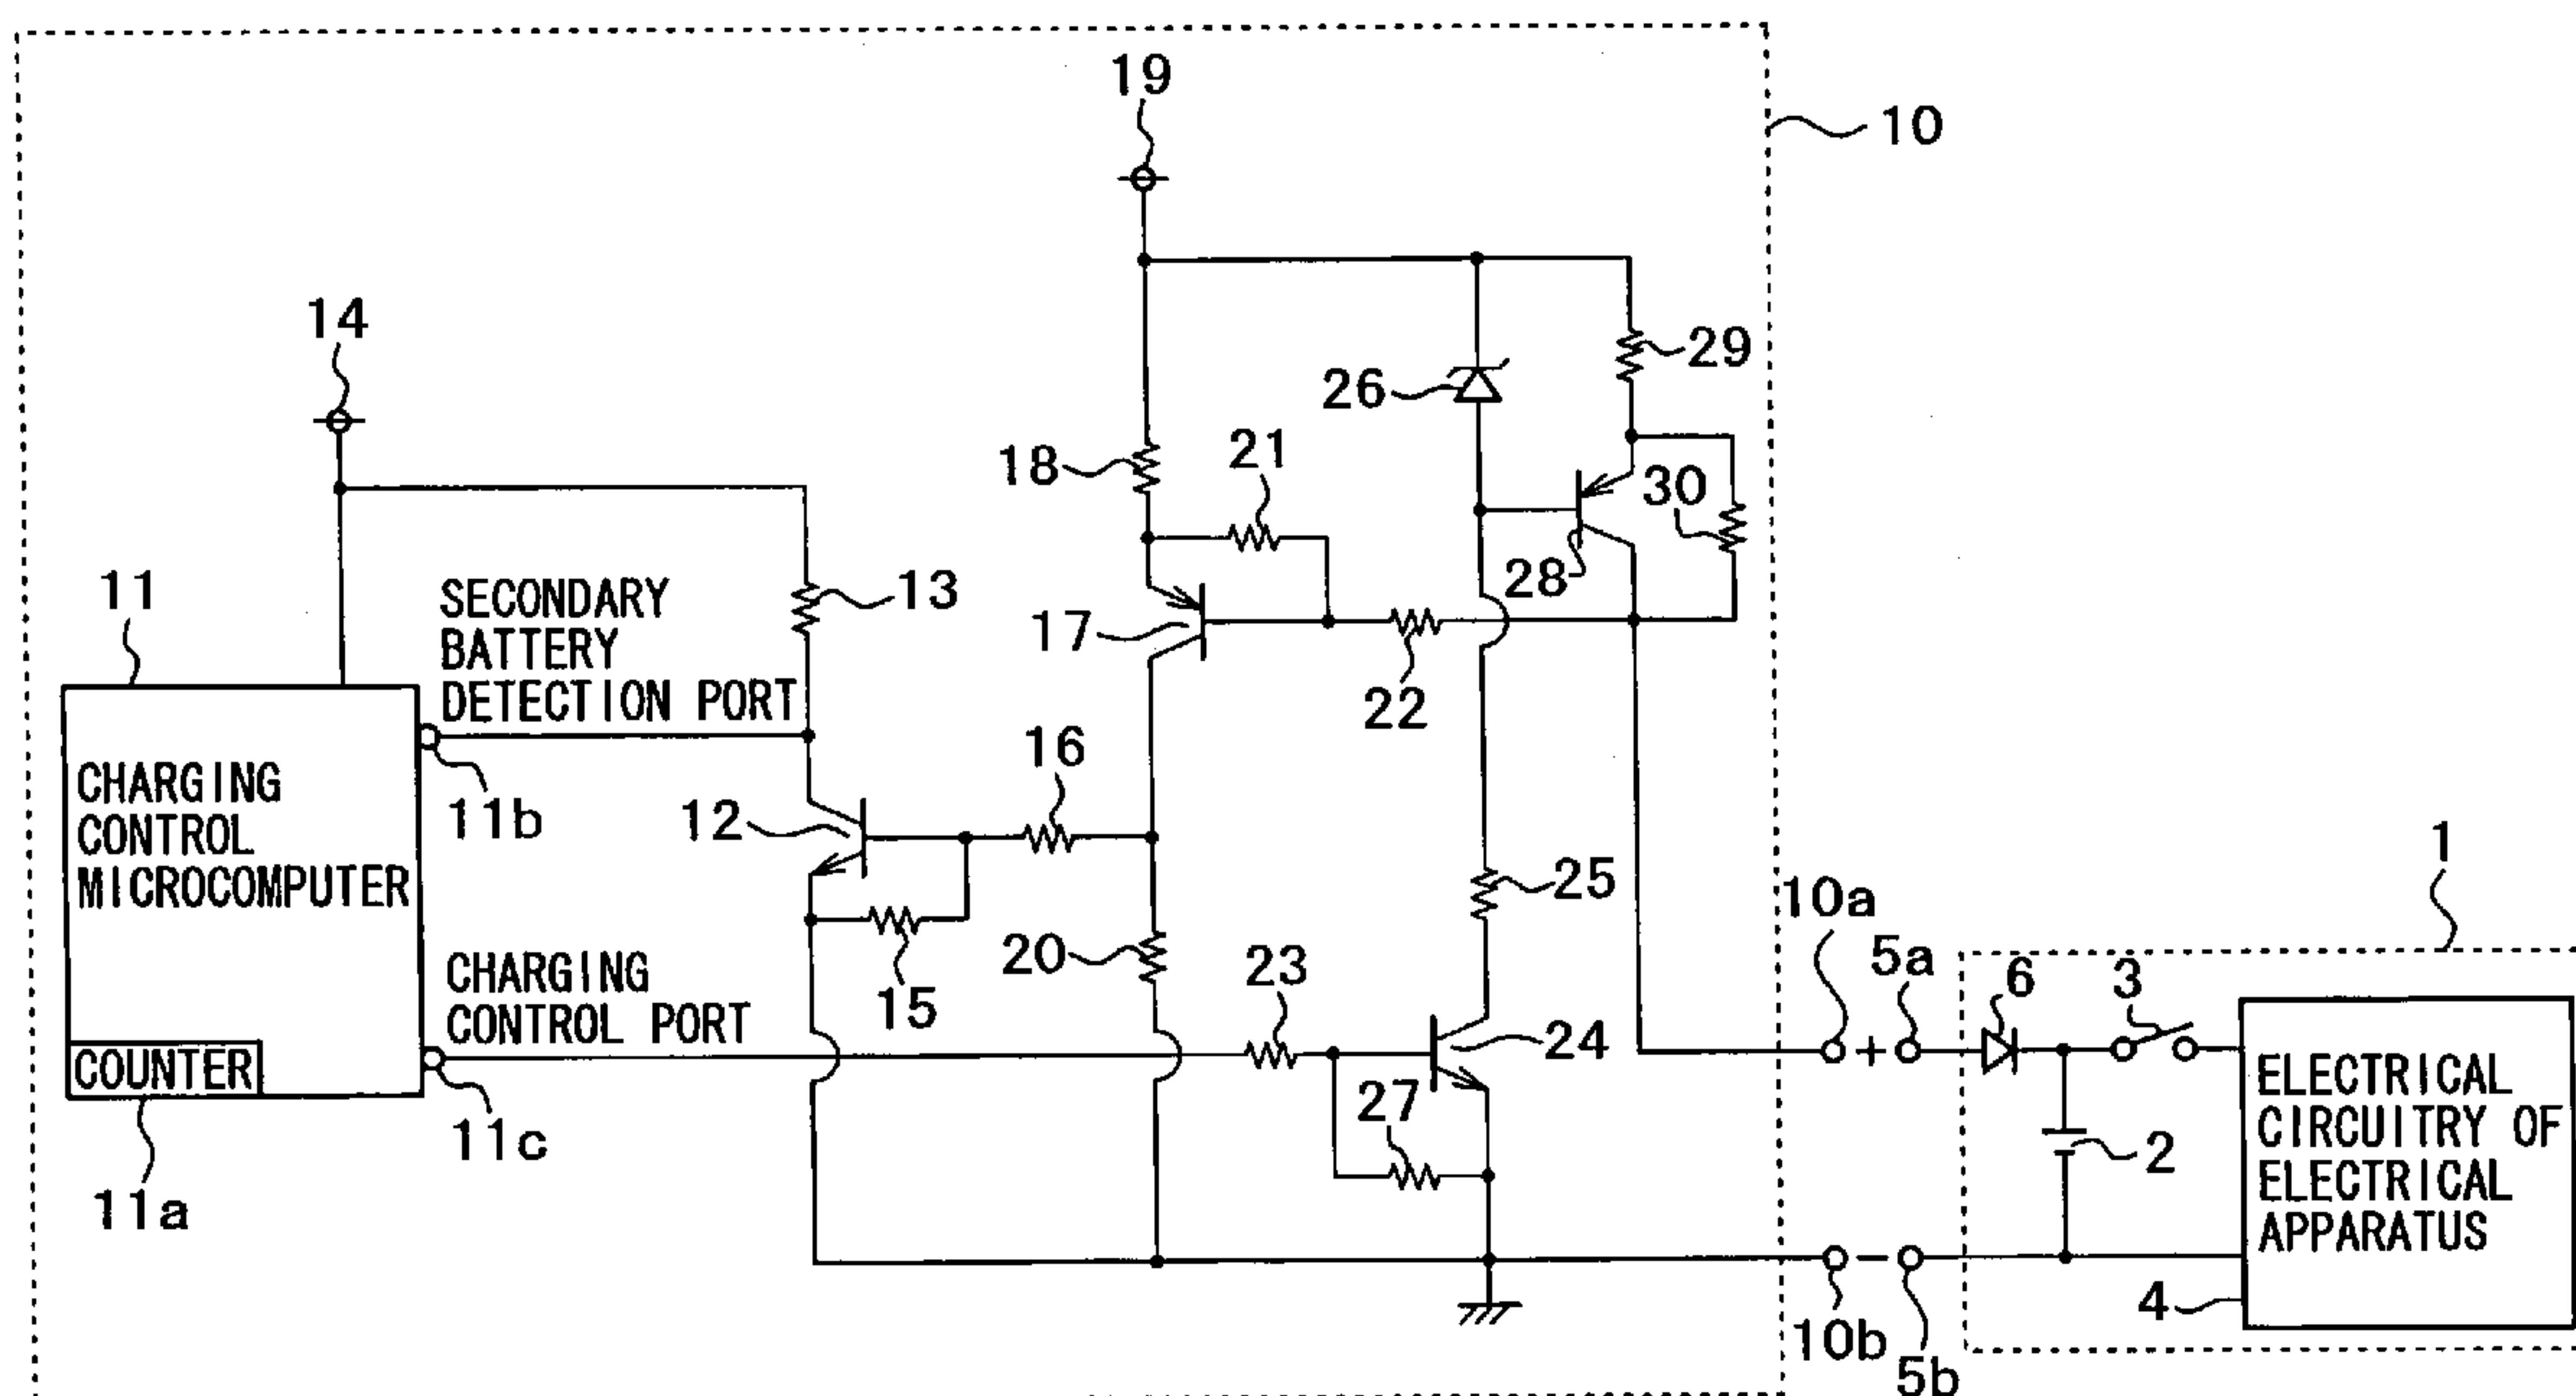 19
10
14
29
26
18
21
30
28
11
SECONDARY
BATTERY
DETECTION PORT
13
17
22
16
CHARGING
CONTROL
MICROCOMPUTER
11b
12
1
25
10a
5a
6
3
CHARGING
CONTROL PORT
15
20
23
24
COUNTER
11c
27
+
2
ELECTRICAL
CIRCUITRY OF
ELECTRICAL
APPARATUS
11a
−
4
10b
5b